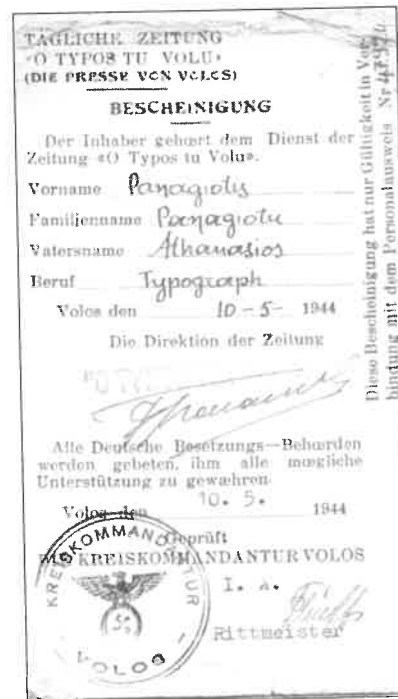 TÄGLICHE ZEITUNG
«O TYPOS TU VOLU»
(DIE PRESSE VON VOLOS)
BESCHEINIGUNG
Der Inhaber gehoert dem Dienst der
Zeitung «O Typos tu Volu».
Vorname Panagiotis
Familienname Panagiotu
Vatersname Athanasios
Beruf Typograph
Volos den 10-5- 1944
Die Direktion der Zeitung
Alle Deutsche Besetzungs—Behoerden
werden gebeten, ihm alle moegliche
Unterstützung zu gewaehren.
Volos den 10. 5. 1944
Geprüft
DIE KREISKOMMANDANTUR VOLOS
I. A.
Rittmeister
KREISKOMMANDANTUR
VOLOS
Diese Bescheinigung hat nur Gültigkeit in Ver-
bindung mit dem Personalausweis Nr